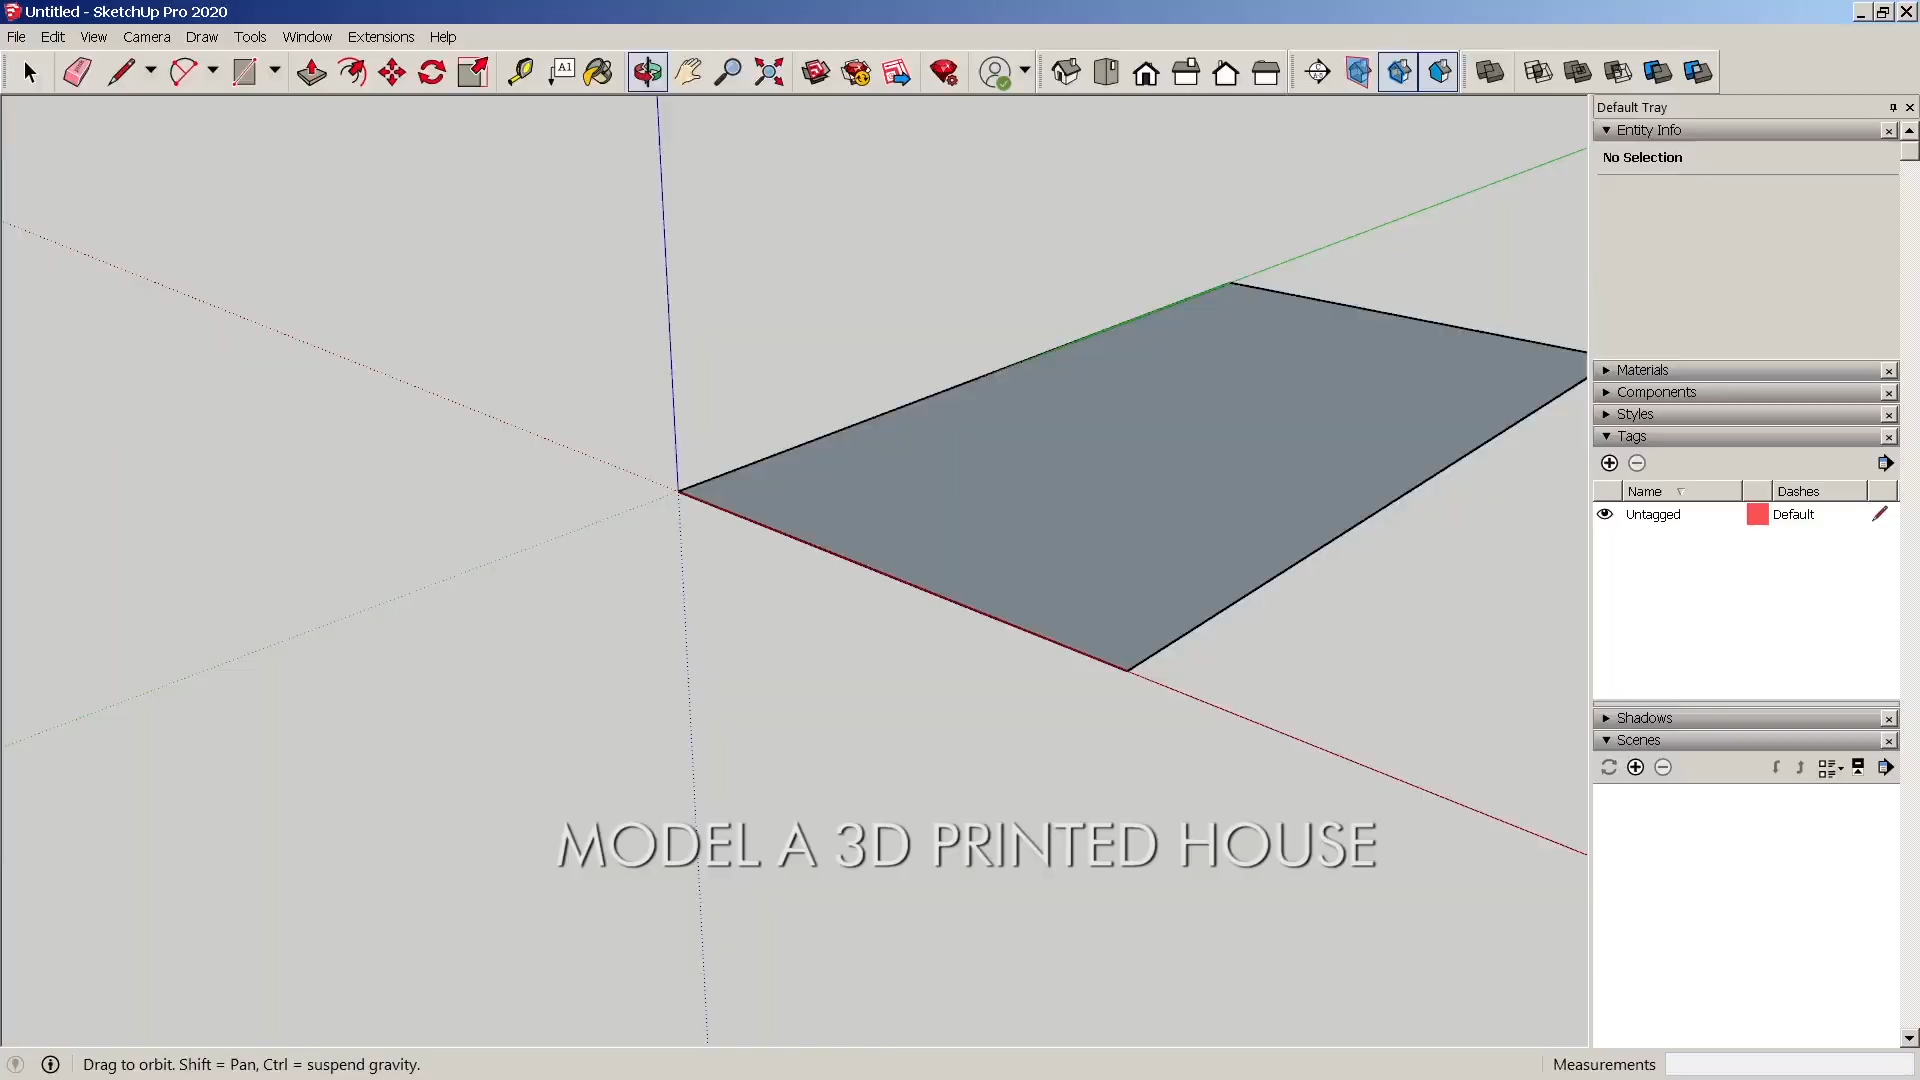 Untitled - SketchUp Pro 2020
File Edit View Camera Draw Tools Window Extensions Help
A1
Default Tray
Entity Info
No Selection
Materials
Components
Styles
Tags
Name Dashes
Untagged Default
Shadows
Scenes
MODEL A 3D PRINTED HOUSE
Drag to orbit. Shift = Pan, Ctrl = suspend gravity.
Measurements